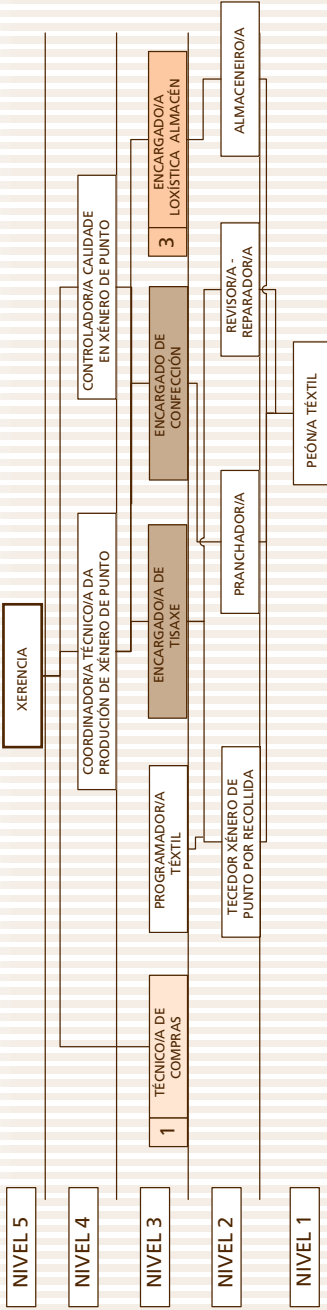 NIVEL 5
XERENCIA
NIVEL 4
COORDINADOR/A TÉCNICO/A DA
PRODUCIÓN DE XÉNERO DE PUNTO
CONTROLADOR/A CALIDADE
EN XÉNERO DE PUNTO
NIVEL 3
1
TÉCNICO/A DE
COMPRAS
PROGRAMADOR/A
TÉXTIL
ENCARGADO/A DE
TISAXE
ENCARGADO DE
CONFECCIÓN
3
ENCARGADO/A
LOXÍSTICA ALMACÉN
NIVEL 2
TECEDOR XÉNERO DE
PUNTO POR RECOLLIDA
PRANCHADOR/A
REVISOR/A -
REPARADOR/A
ALMACENEIRO/A
NIVEL 1
PEÓN/A TÉXTIL